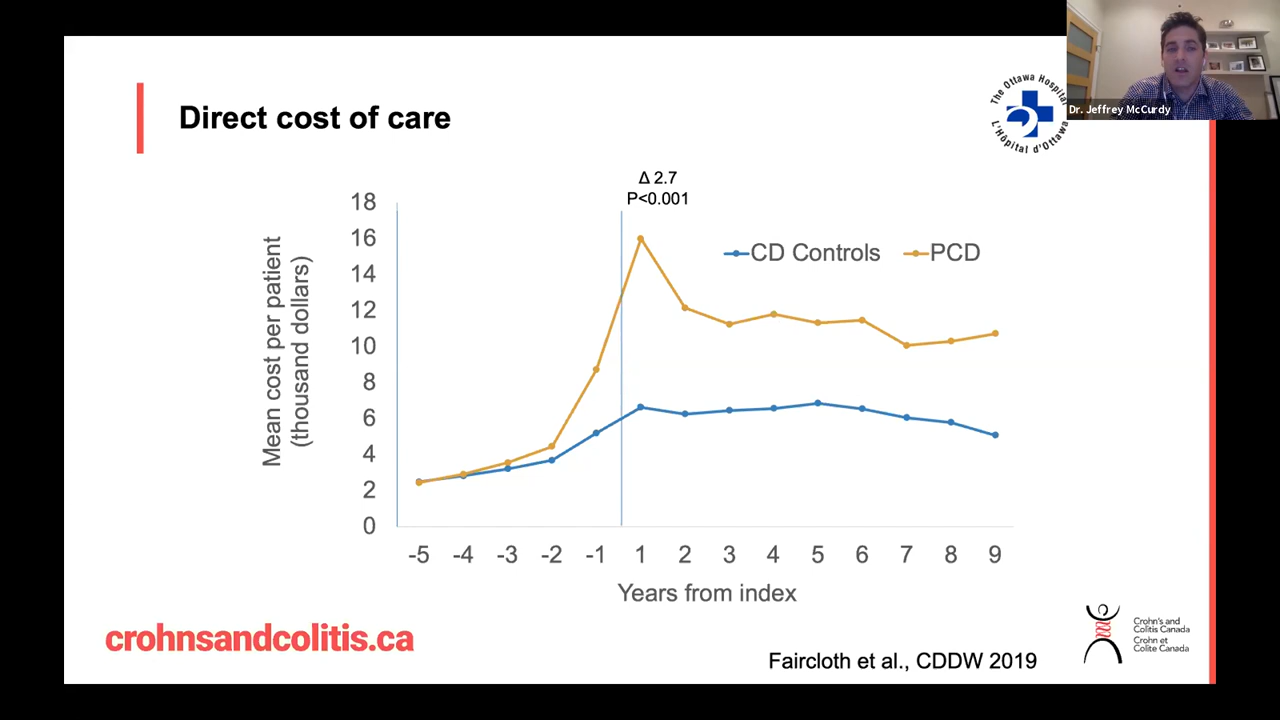 Direct cost of care
The Ottawa Hospital
L'Hôpital d'Ottawa
Dr. Jeffrey McCurdy
Δ 2.7
P<0.001
CD Controls
PCD
Mean cost per patient
(thousand dollars)
18
16
14
12
10
8
6
4
2
0
-5 -4 -3 -2 -1 1 2 3 4 5 6 7 8 9
Years from index
crohnsandcolitis.ca
Faircloth et al., CDDW 2019
Crohn's and
Colitis Canada
Crohn et
Colite Canada